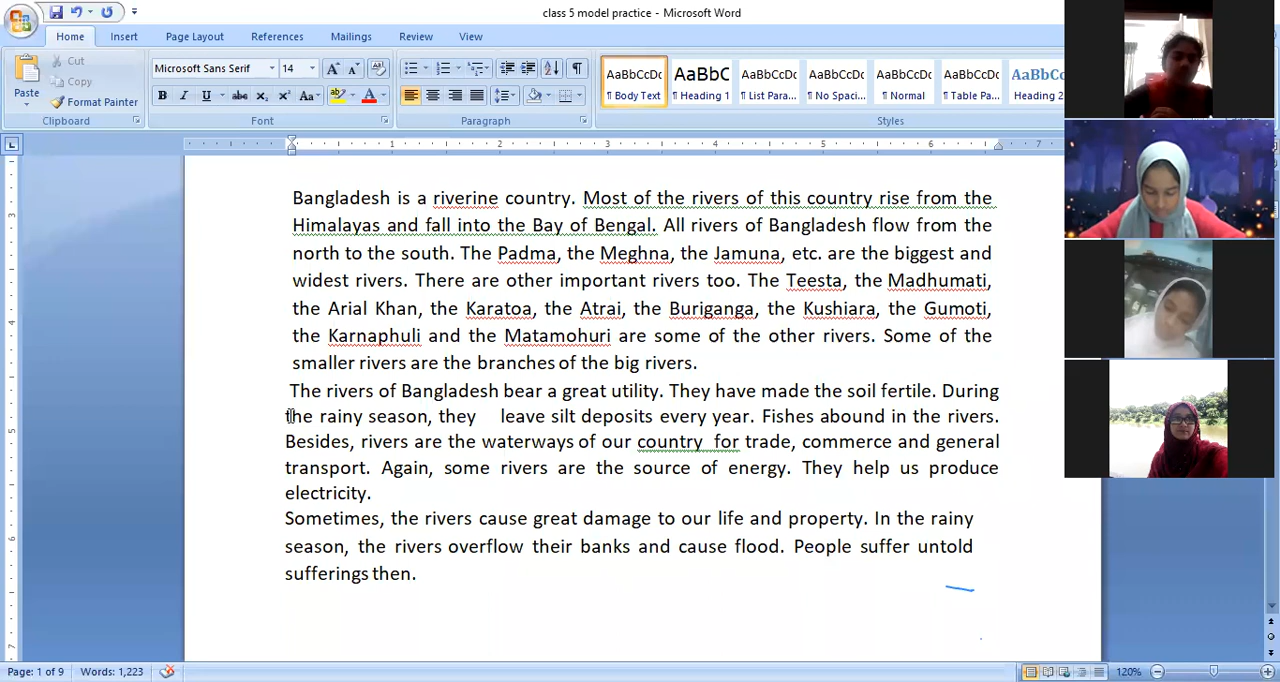 class 5 model practice - Microsoft Word
Home Insert Page Layout References Mailings Review View
Cut
Copy
Format Painter
Paste
Clipboard
Microsoft Sans Serif 14
Font
Paragraph
AaBbCcDc AaBbC AaBbCcDc AaBbCcDc AaBbCcDc AaBbCcDc AaBbCc
¶ Body Text ¶ Heading 1 ¶ List Para... ¶ No Spaci... ¶ Normal ¶ Table Pa... Heading 2
Styles
1 2 3 4 5 6 7
Bangladesh is a riverine country. Most of the rivers of this country rise from the
Himalayas and fall into the Bay of Bengal. All rivers of Bangladesh flow from the
north to the south. The Padma, the Meghna, the Jamuna, etc. are the biggest and
widest rivers. There are other important rivers too. The Teesta, the Madhumati,
the Arial Khan, the Karatoa, the Atrai, the Buriganga, the Kushiara, the Gumoti,
the Karnaphuli and the Matamohuri are some of the other rivers. Some of the
smaller rivers are the branches of the big rivers.
The rivers of Bangladesh bear a great utility. They have made the soil fertile. During
the rainy season, they leave silt deposits every year. Fishes abound in the rivers.
Besides, rivers are the waterways of our country for trade, commerce and general
transport. Again, some rivers are the source of energy. They help us produce
electricity.
Sometimes, the rivers cause great damage to our life and property. In the rainy
season, the rivers overflow their banks and cause flood. People suffer untold
sufferings then.
Page: 1 of 9 Words: 1,223 120%